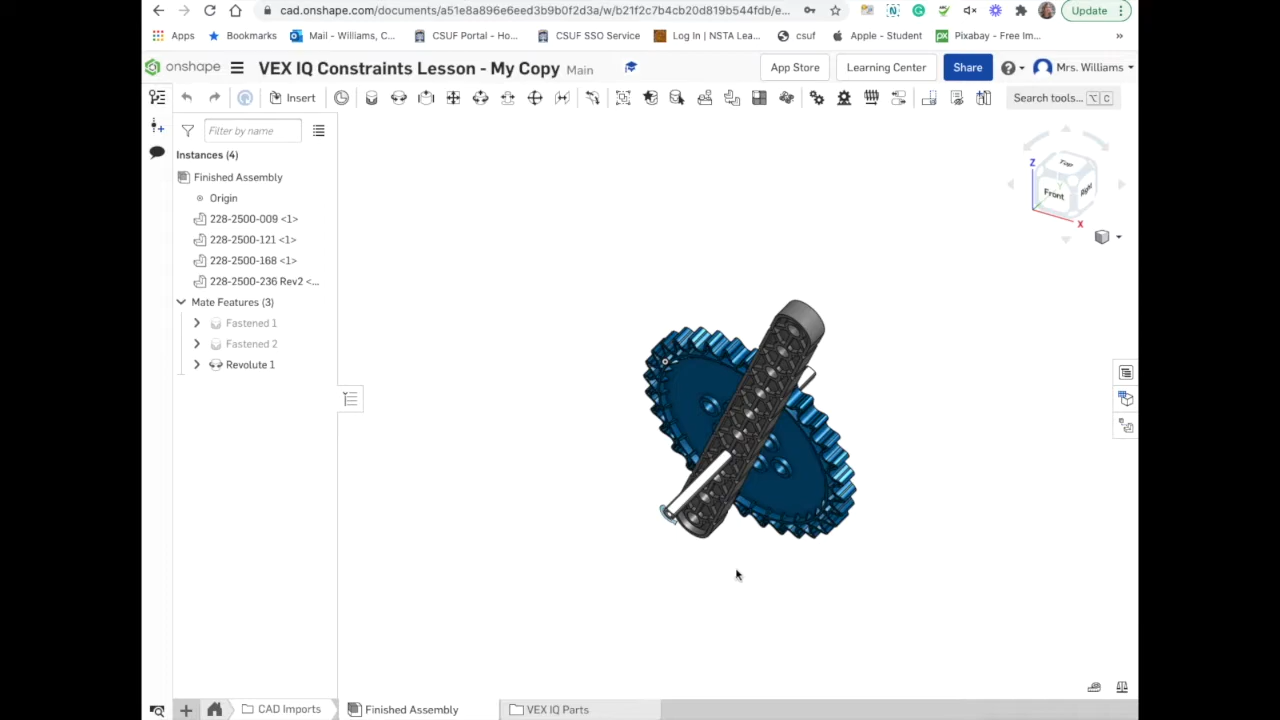 cad.onshape.com/documents/a51e8a896e6eed3b9b0f2d3a/w/b21f2c7b4cb20d819b544fdb/e...
Update
Apps
Bookmarks
Mail - Williams, C...
CSUF Portal - Ho...
CSUF SSO Service
Log In | NSTA Lea...
csuf
Apple - Student
Pixabay - Free Im...
»
onshape
VEX IQ Constraints Lesson - My Copy
Main
App Store
Learning Center
Share
Mrs. Williams
Insert
Search tools...
⌥ C
Filter by name
Instances (4)
Finished Assembly
Origin
228-2500-009 <1>
228-2500-121 <1>
228-2500-168 <1>
228-2500-236 Rev2 <...
Mate Features (3)
Fastened 1
Fastened 2
Revolute 1
Z
Top
Front
Right
X
CAD Imports
Finished Assembly
VEX IQ Parts